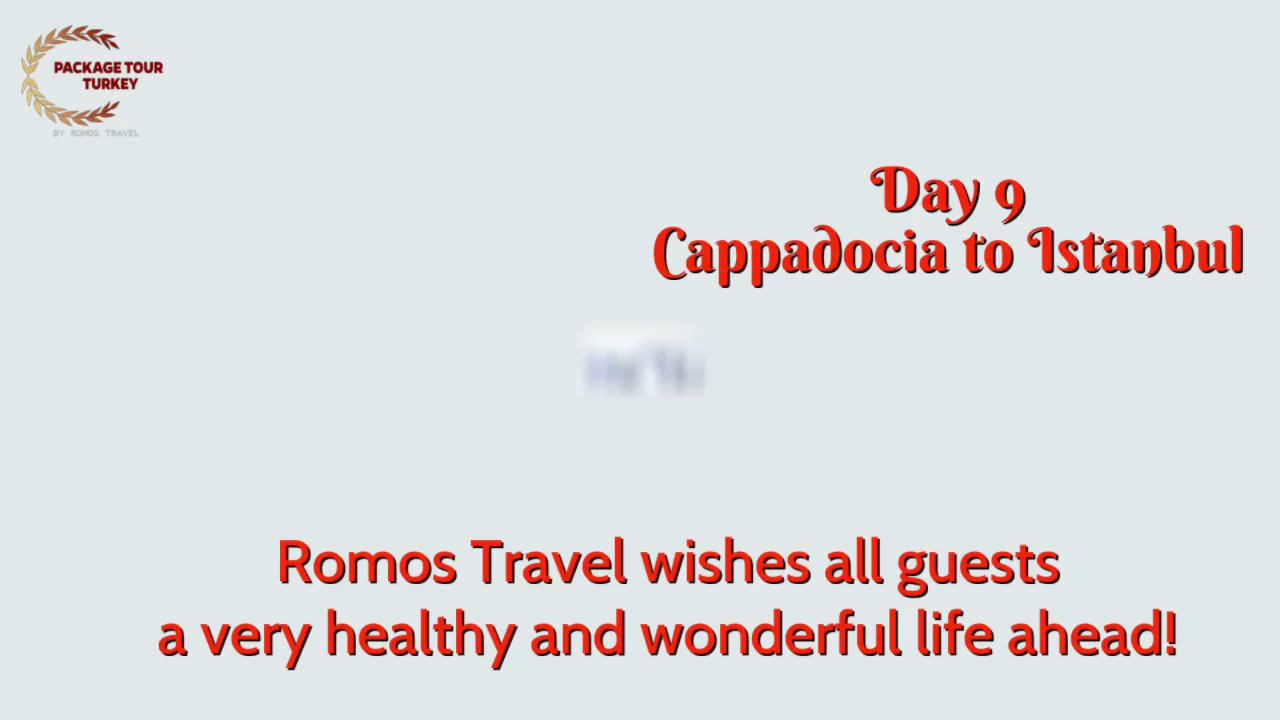 PACKAGE TOUR
TURKEY
BY ROMOS TRAVEL
Day 9
Cappadocia to Istanbul
Romos Travel wishes all guests
a very healthy and wonderful life ahead!